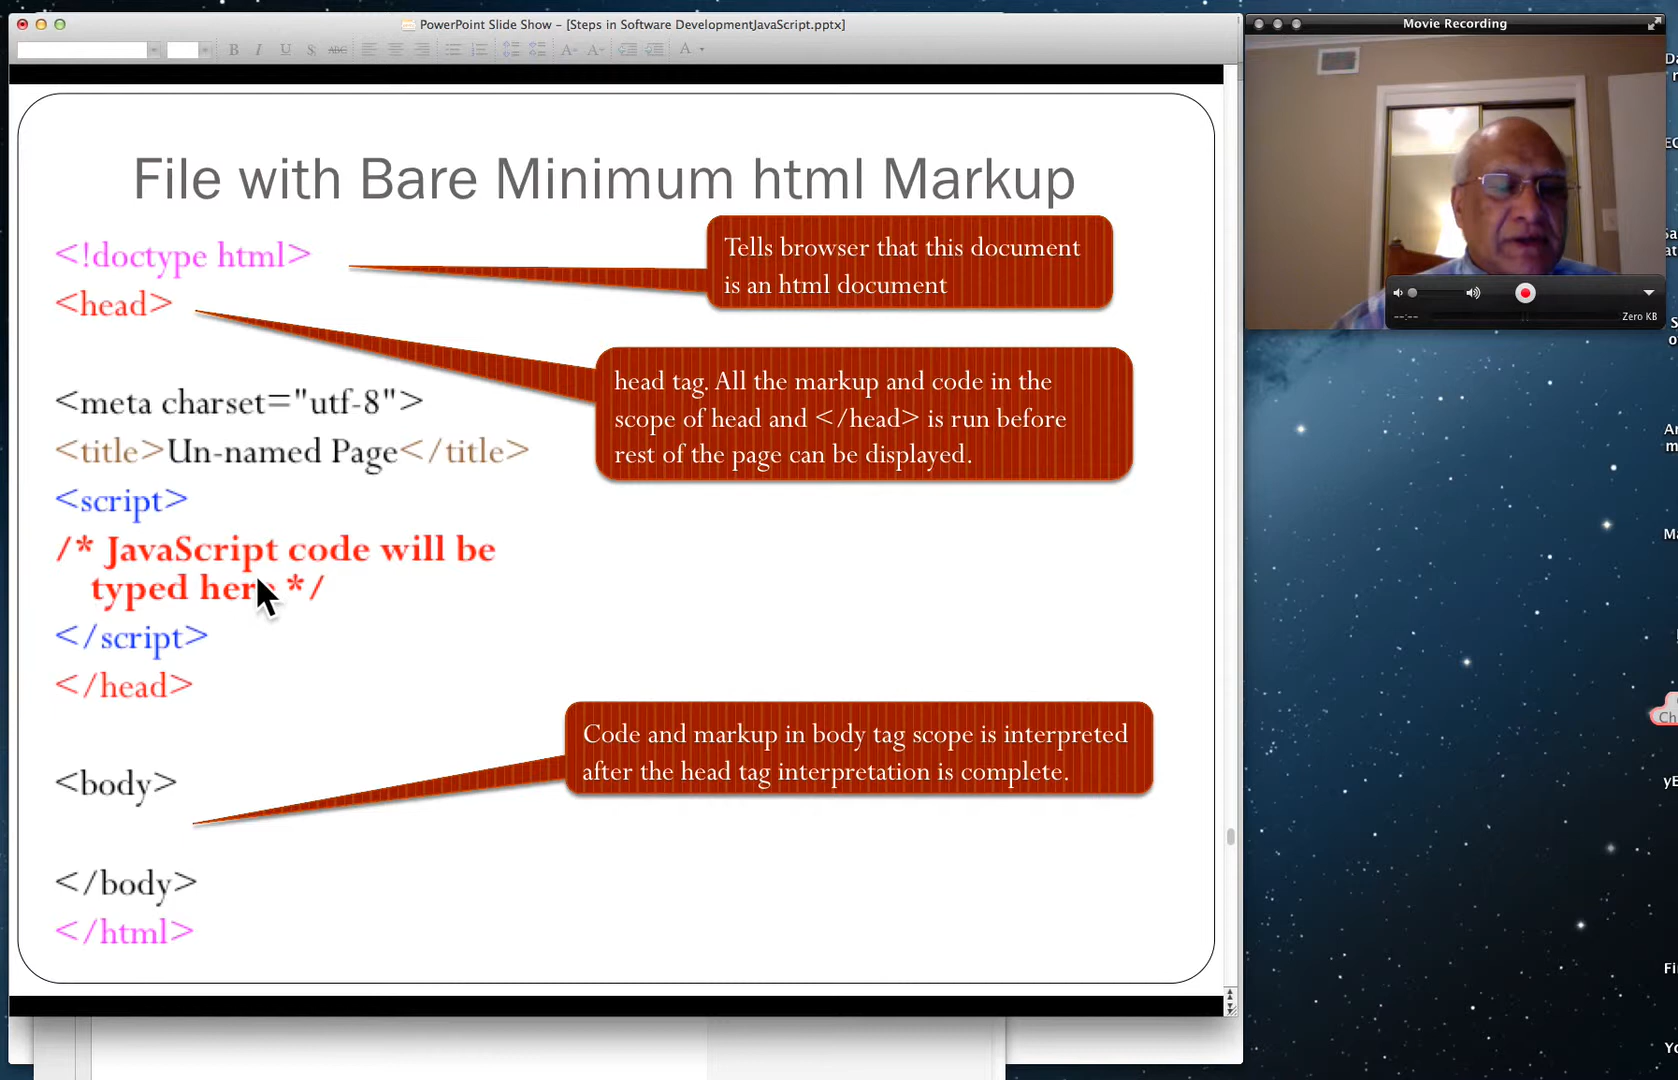 PowerPoint Slide Show – [Steps in Software DevelopmentJavaScript.pptx]
Movie Recording
B I U S ABC
A A A
File with Bare Minimum html Markup
<!doctype html>
Tells browser that this document
is an html document
<head>
head tag. All the markup and code in the
scope of head and </head> is run before
rest of the page can be displayed.
<meta charset="utf-8">
<title>Un-named Page</title>
<script>
/* JavaScript code will be
typed here */
</script>
</head>
Code and markup in body tag scope is interpreted
after the head tag interpretation is complete.
<body>
</body>
</html>
--:--
Zero KB